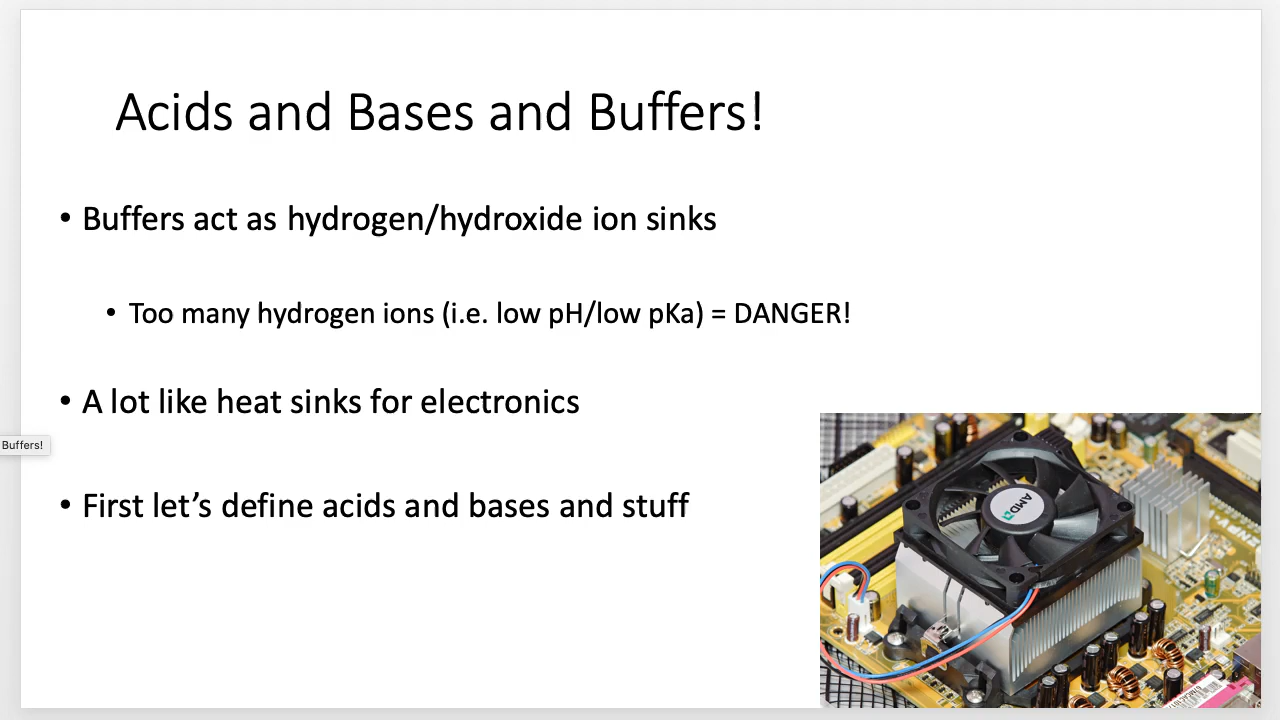 Acids and Bases and Buffers!
• Buffers act as hydrogen/hydroxide ion sinks
• Too many hydrogen ions (i.e. low pH/low pKa) = DANGER!
• A lot like heat sinks for electronics
Buffers!
• First let’s define acids and bases and stuff
AMD